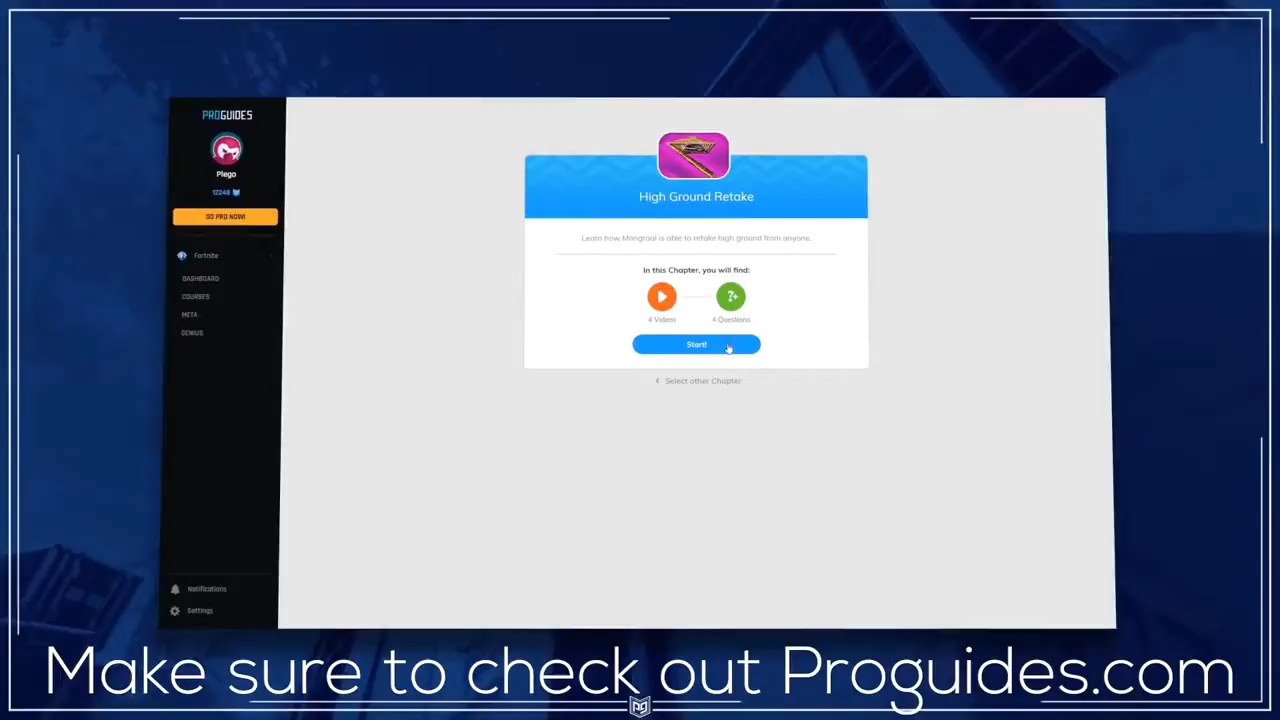 PROGUIDES
Plego
12248
GO PRO NOW!
Fortnite
DASHBOARD
COURSES
META
GENIUS
Notifications
Settings
High Ground Retake
Learn how Mongraal is able to retake high ground from anyone.
In this Chapter, you will find:
4 Videos
4 Questions
Start!
Select other Chapter
Make sure to check out Proguides.com